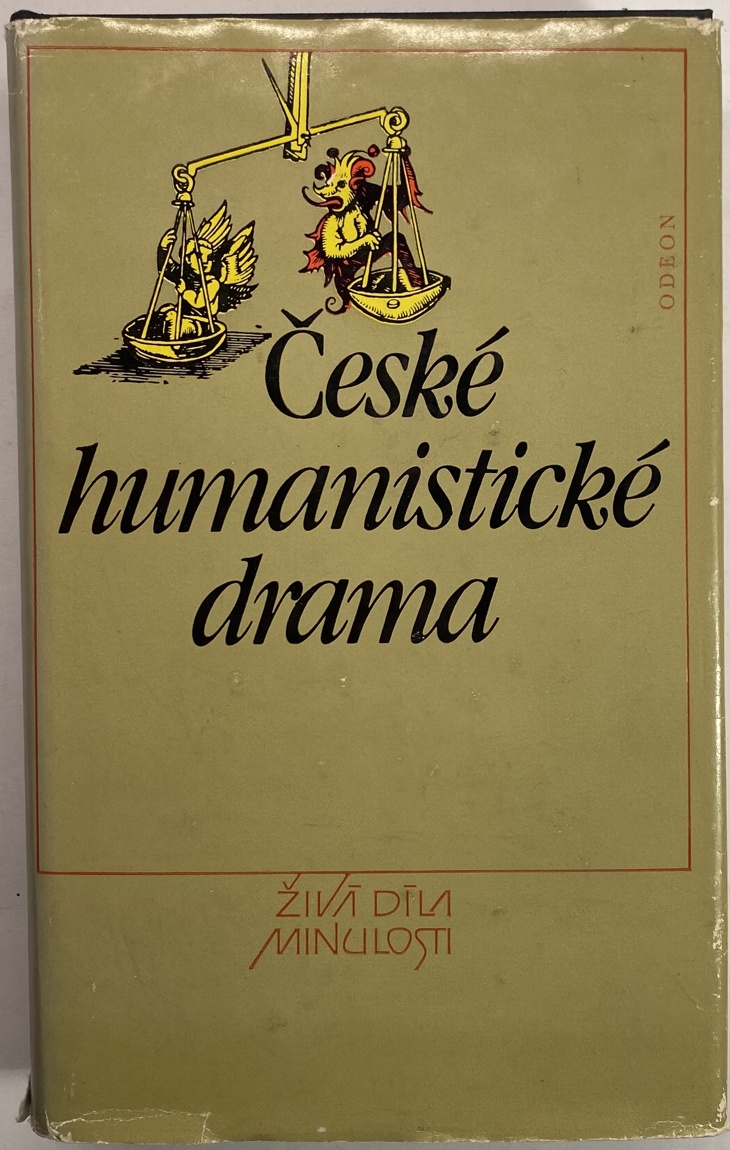 ODEON
České
humanistické
drama
ŽIVÁ DÍLA
MINULOSTI